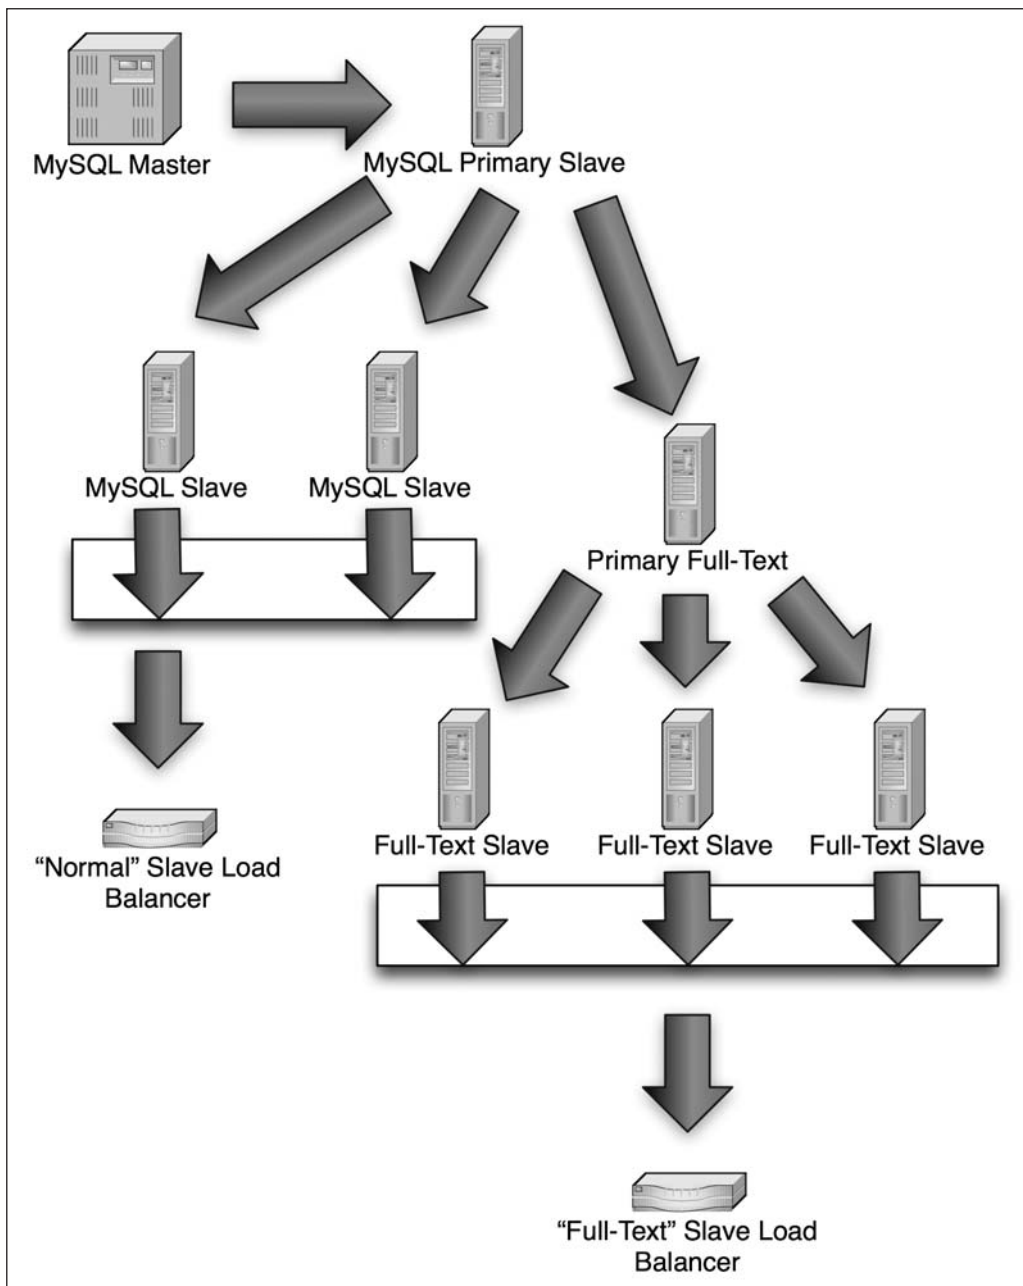 MySQL Master
MySQL Primary Slave
MySQL Slave
MySQL Slave
Primary Full-Text
Full-Text Slave
Full-Text Slave
Full-Text Slave
“Normal” Slave Load
Balancer
“Full-Text” Slave Load
Balancer